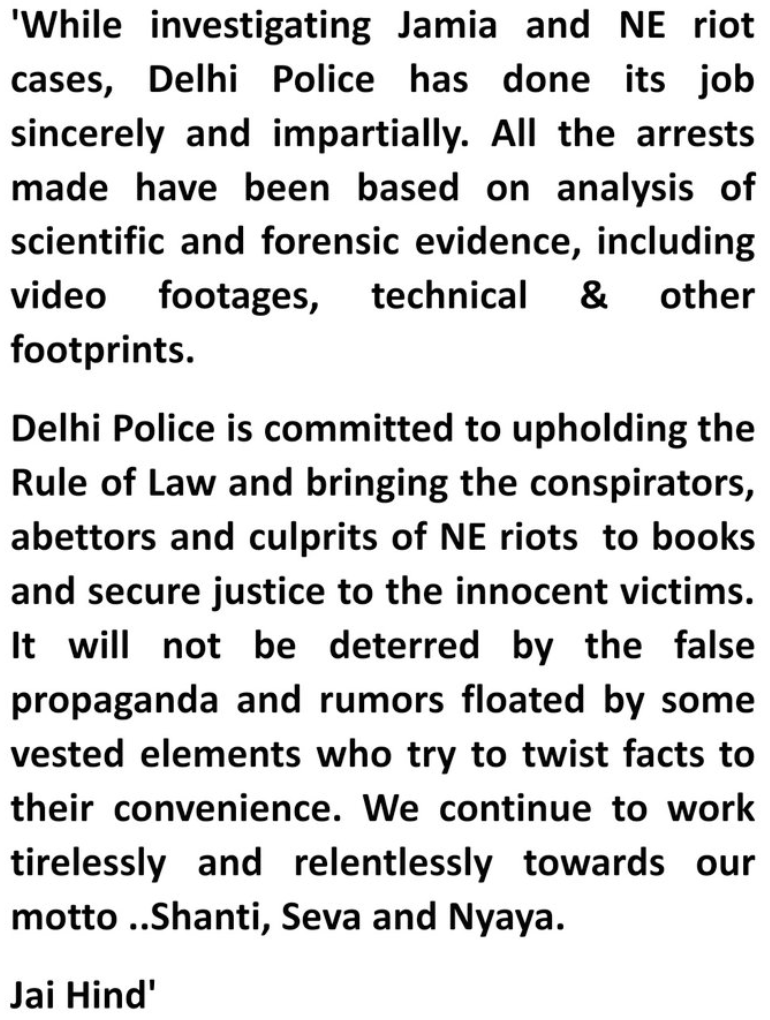 'While investigating Jamia and NE riot
cases, Delhi Police has done its job
sincerely and impartially. All the arrests
made have been based on analysis of
scientific and forensic evidence, including
video footages, technical & other
footprints.
Delhi Police is committed to upholding the
Rule of Law and bringing the conspirators,
abettors and culprits of NE riots  to books
and secure justice to the innocent victims.
It will not be deterred by the false
propaganda and rumors floated by some
vested elements who try to twist facts to
their convenience. We continue to work
tirelessly and relentlessly towards our
motto ..Shanti, Seva and Nyaya.
Jai Hind'